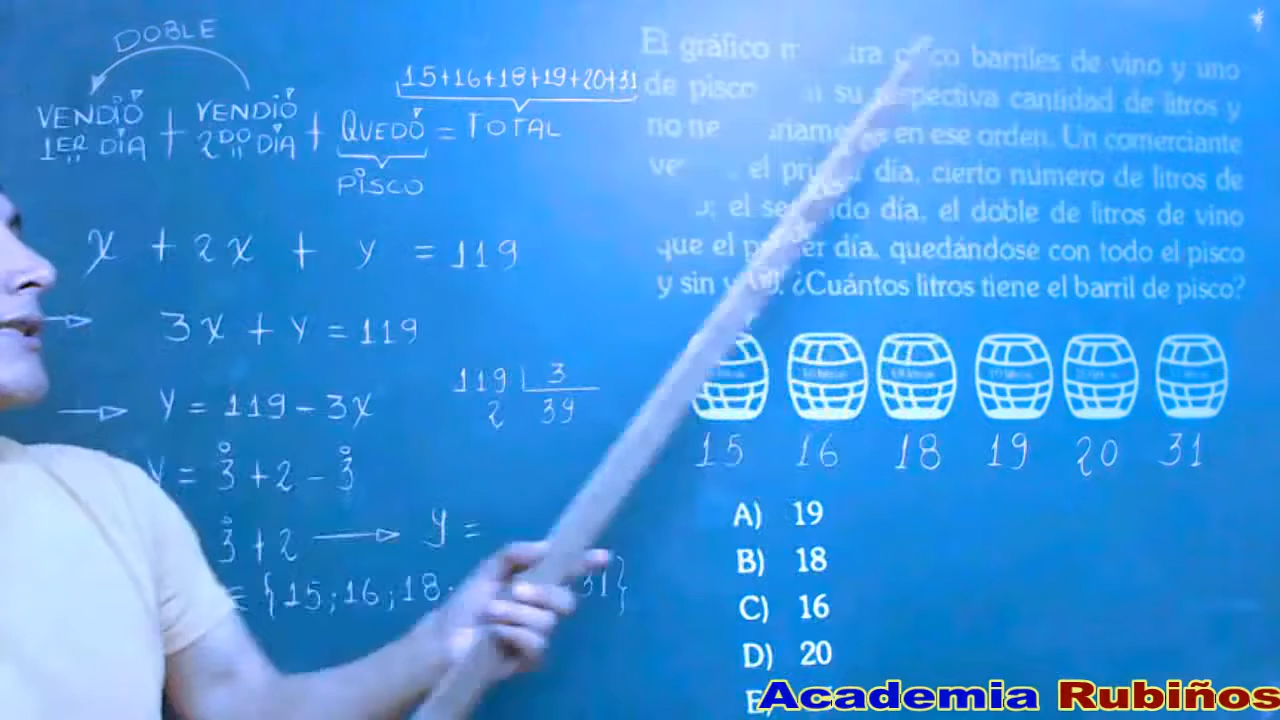 DOBLE
15+16+18+19+20+31
VENDIÓ + VENDIÓ + QUEDÓ = TOTAL
1ER DÍA 2DO DÍA
PISCO
x + 2x + y = 119
3x + y = 119
y = 119 - 3x
119 3
2 39
y = 3̊ + 2 - 3̊
3̊ + 2 → y =
{15;16;18; 31}
El gráfico barriles de vino y uno
de pisco su respectiva cantidad de litros y
no en ese orden. Un comerciante
el primer día, cierto número de litros de
el segundo día, el doble de litros de vino
que el primer día, quedándose con todo el pisco
y sin ¿Cuántos litros tiene el barril de pisco?
15 16 18 19 20 31
A) 19
B) 18
C) 16
D) 20
Academia Rubiños